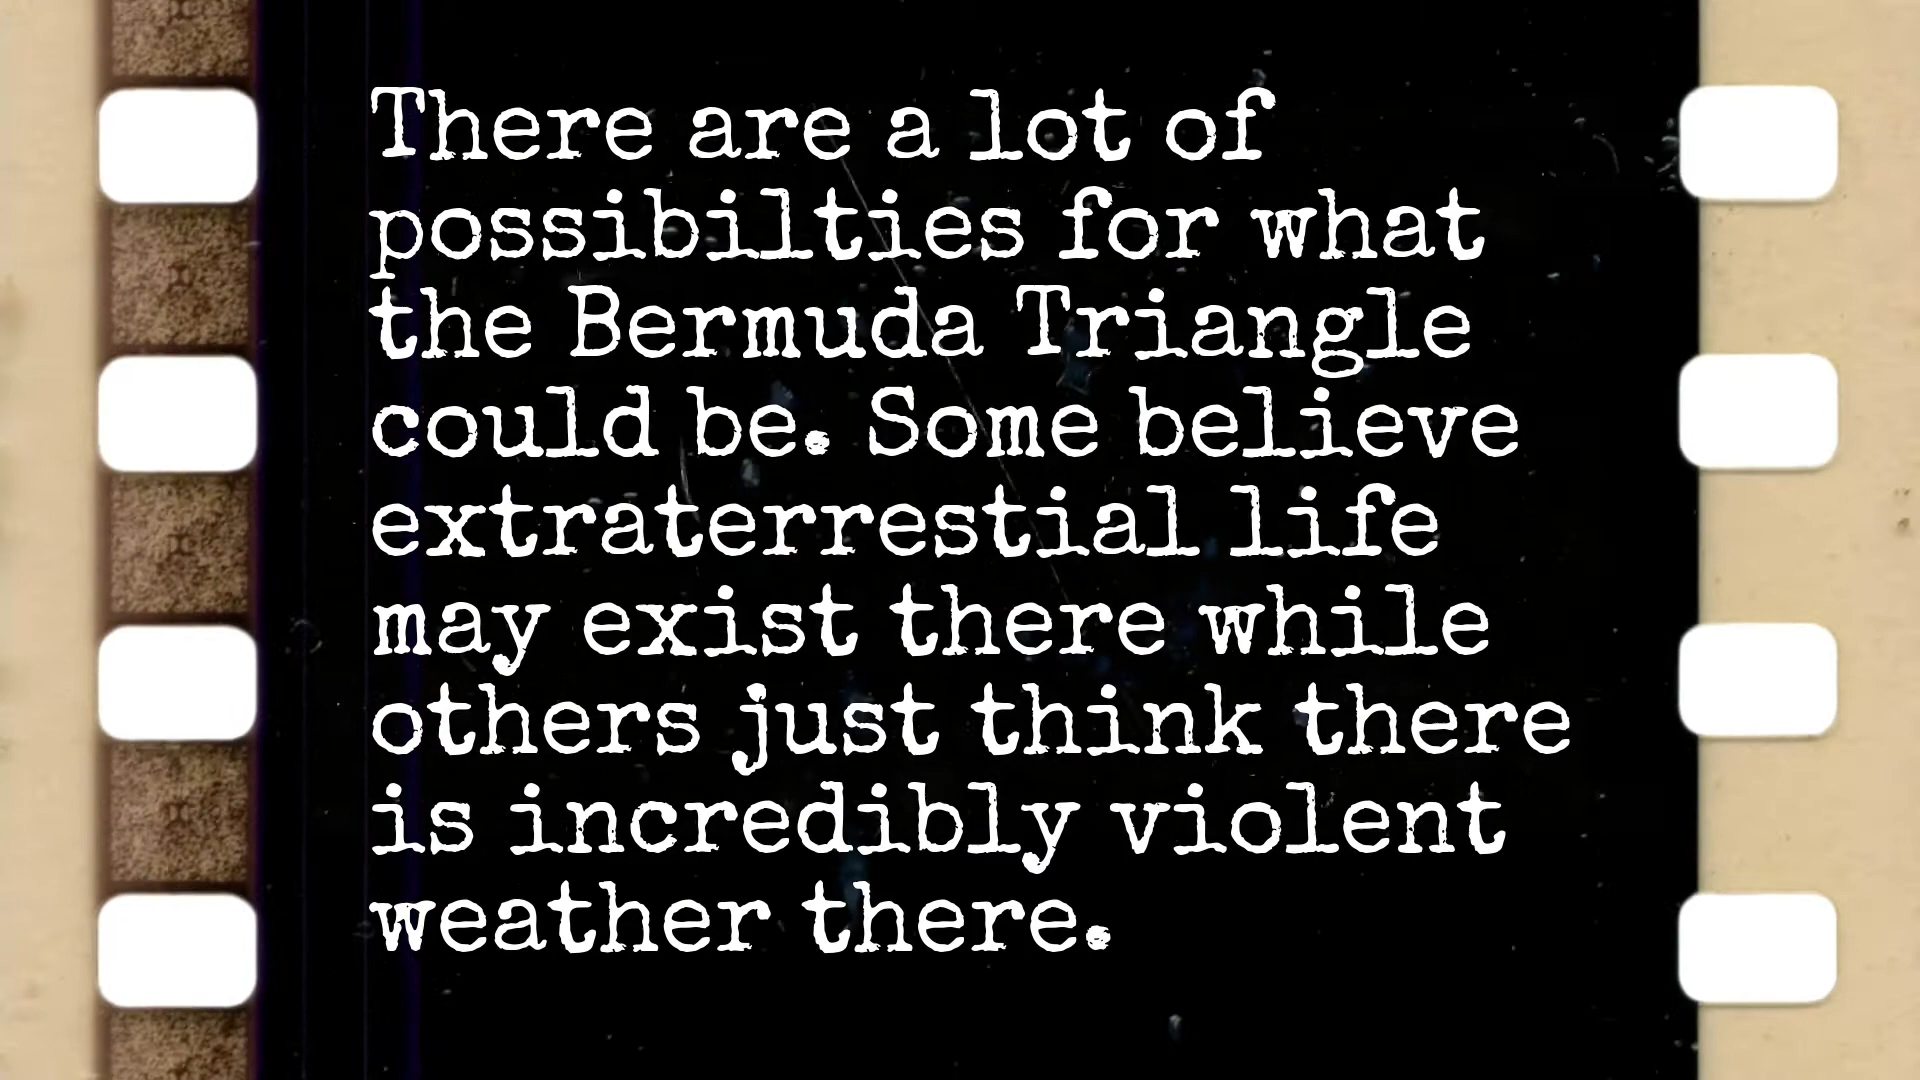 There are a lot of
possibilties for what
the Bermuda Triangle
could be. Some believe
extraterrestial life
may exist there while
others just think there
is incredibly violent
weather there.